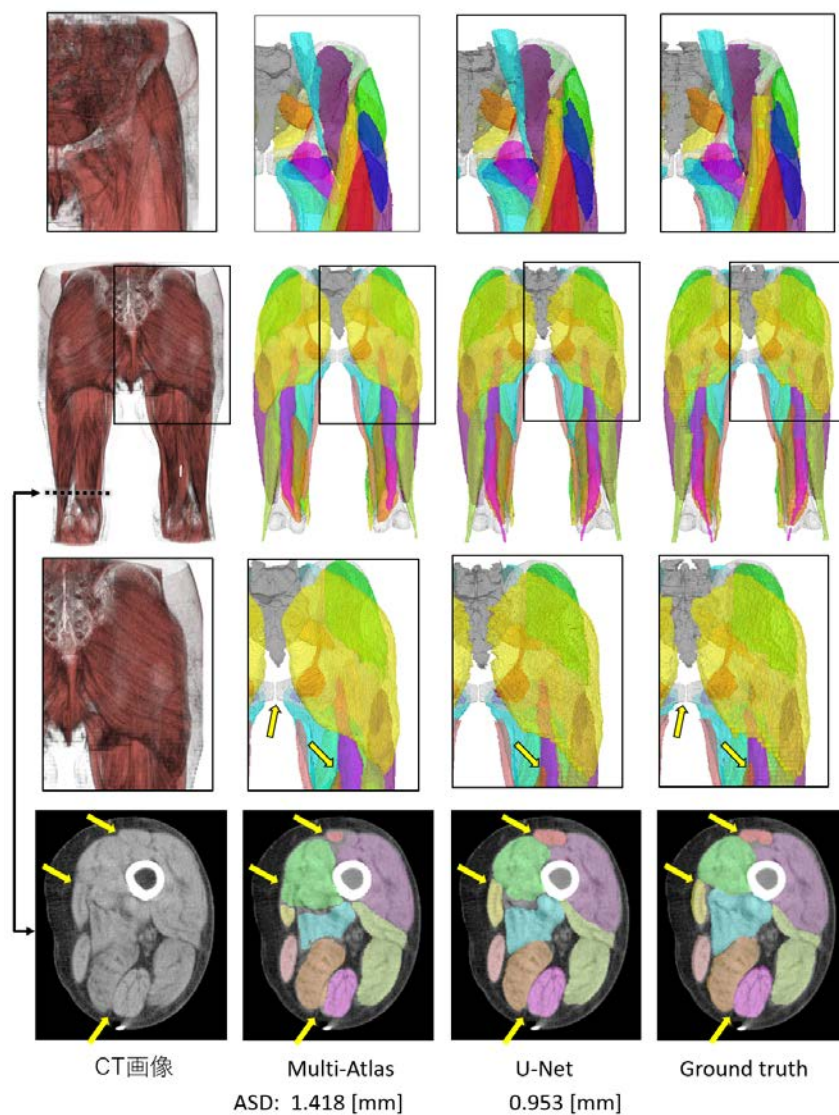 CT画像 Multi-Atlas U-Net Ground truth
ASD: 1.418 [mm] 0.953 [mm]